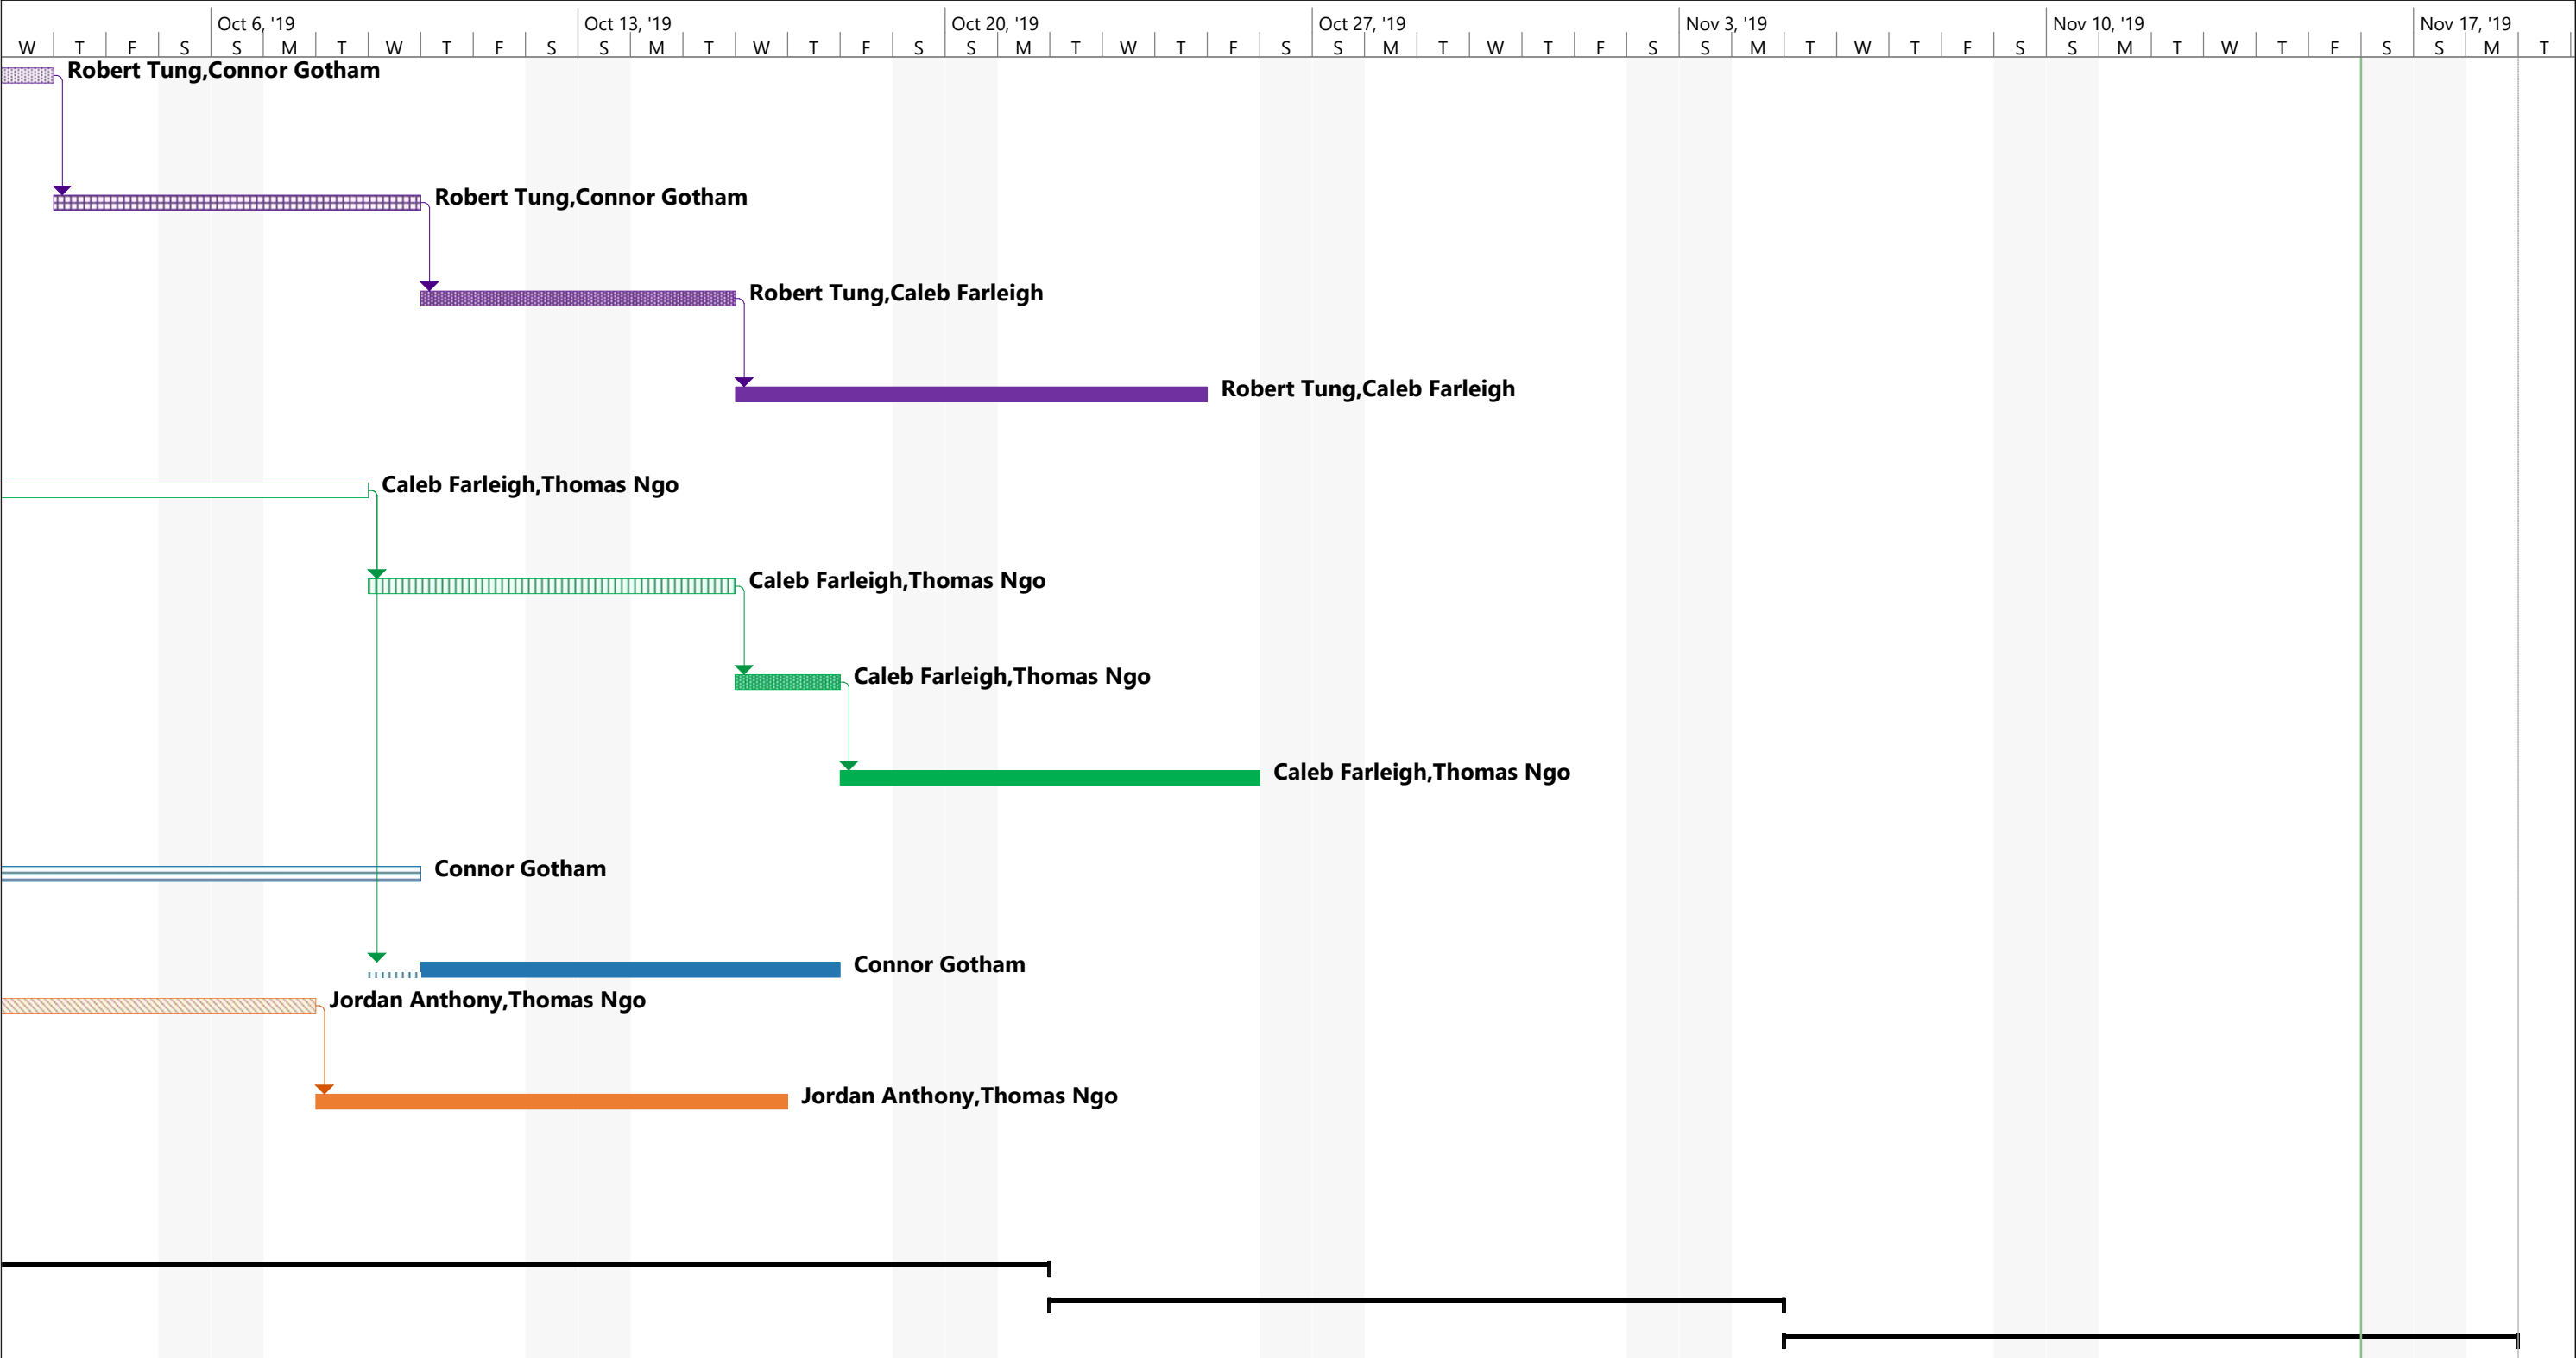 Oct 6, '19 Oct 13, '19 Oct 20, '19 Oct 27, '19 Nov 3, '19 Nov 10, '19 Nov 17, '19
W T F S S M T W T F S S M T W T F S S M T W T F S S M T W T F S S M T W T F S S M T W T F S S M T
Robert Tung,Connor Gotham
Robert Tung,Connor Gotham
Robert Tung,Caleb Farleigh
Robert Tung,Caleb Farleigh
Caleb Farleigh,Thomas Ngo
Caleb Farleigh,Thomas Ngo
Caleb Farleigh,Thomas Ngo
Caleb Farleigh,Thomas Ngo
Connor Gotham
Connor Gotham
Jordan Anthony,Thomas Ngo
Jordan Anthony,Thomas Ngo